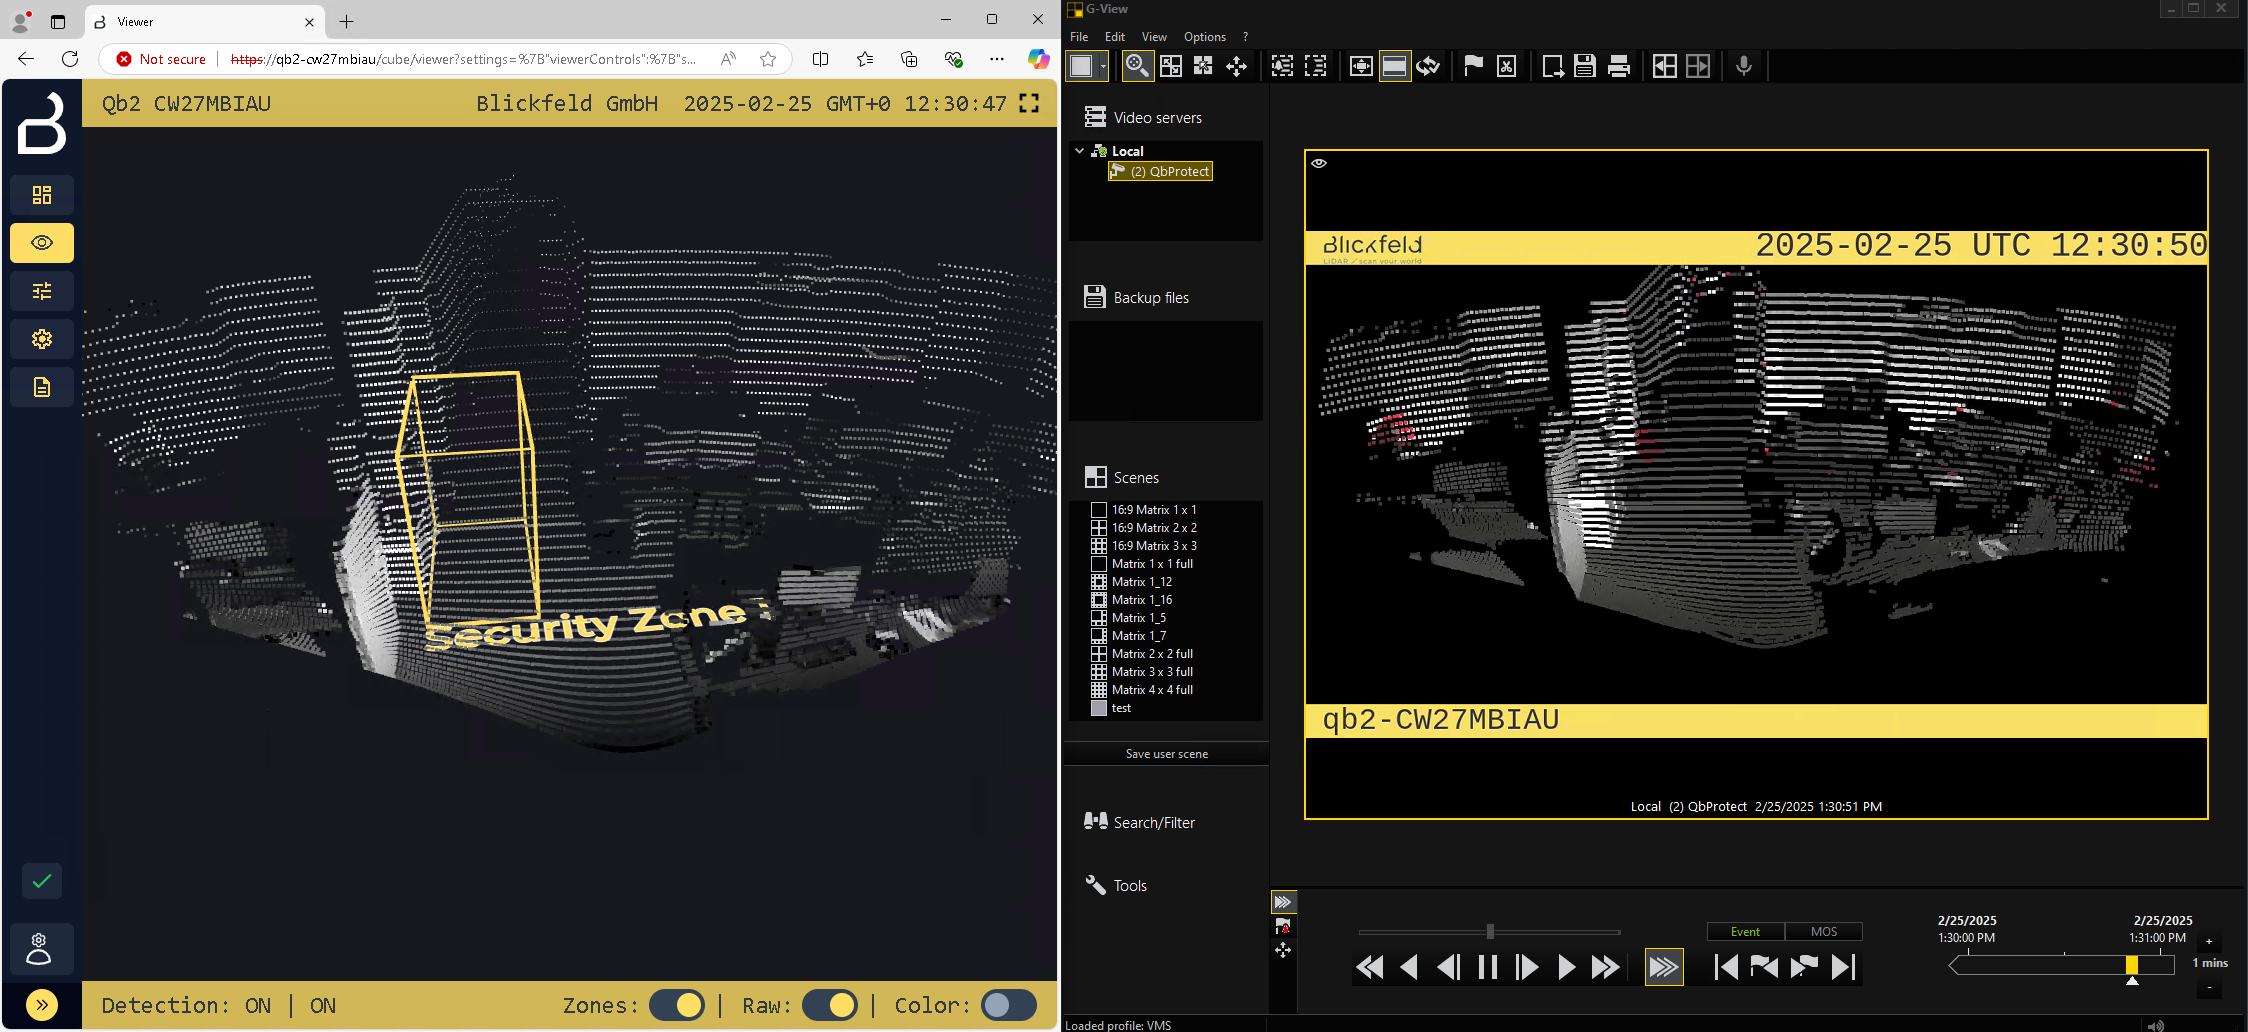 Viewer
Not secure
https://qb2-cw27mbiau/cube/viewer?settings=%7B"viewerControls":%7B"s...
Qb2 CW27MBIAU
Blickfeld GmbH 2025-02-25 GMT+0 12:30:47
Security Zone
Detection: ON | ON
Zones: | Raw: | Color:
G-View
File Edit View Options ?
Video servers
Local
(2) QbProtect
Backup files
Scenes
16:9 Matrix 1 x 1
16:9 Matrix 2 x 2
16:9 Matrix 3 x 3
Matrix 1 x 1 full
Matrix 1_12
Matrix 1_16
Matrix 1_5
Matrix 1_7
Matrix 2 x 2 full
Matrix 3 x 3 full
Matrix 4 x 4 full
test
Save user scene
Search/Filter
Tools
Blickfeld
LiDAR / scan your world
2025-02-25 UTC 12:30:50
qb2-CW27MBIAU
Local (2) QbProtect 2/25/2025 1:30:51 PM
Event MOS
2/25/2025 2/25/2025
1:30:00 PM 1:31:00 PM
+
1 mins
-
Loaded profile: VMS